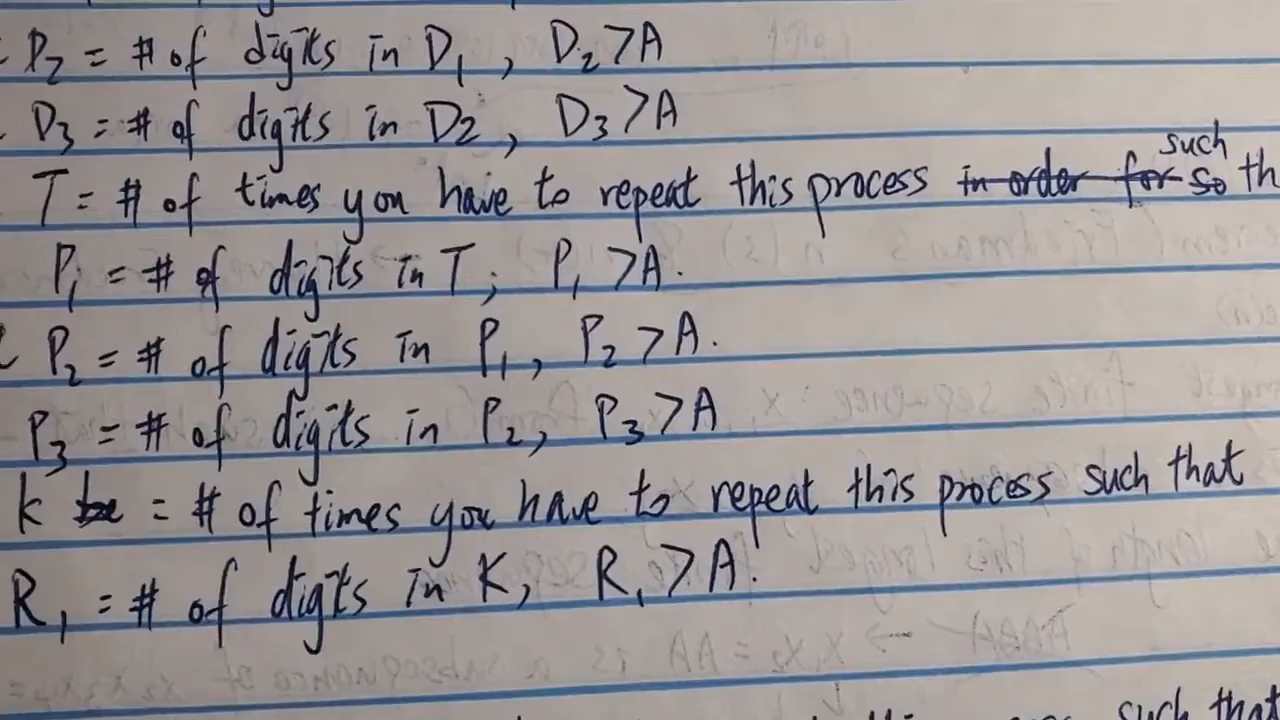 D₂ = # of digits in D₁, D₂ > A
D₃ = # of digits in D2, D₃ > A
such
T = # of times you have to repeat this process in order for so th
P₁ = # of digits in T; P₁ > A.
P₂ = # of digits in P₁, P₂ > A.
P₃ = # of digits in P₂, P₃ > A
k be = # of times you have to repeat this process such that
R₁ = # of digits in K, R₁ > A.
such that